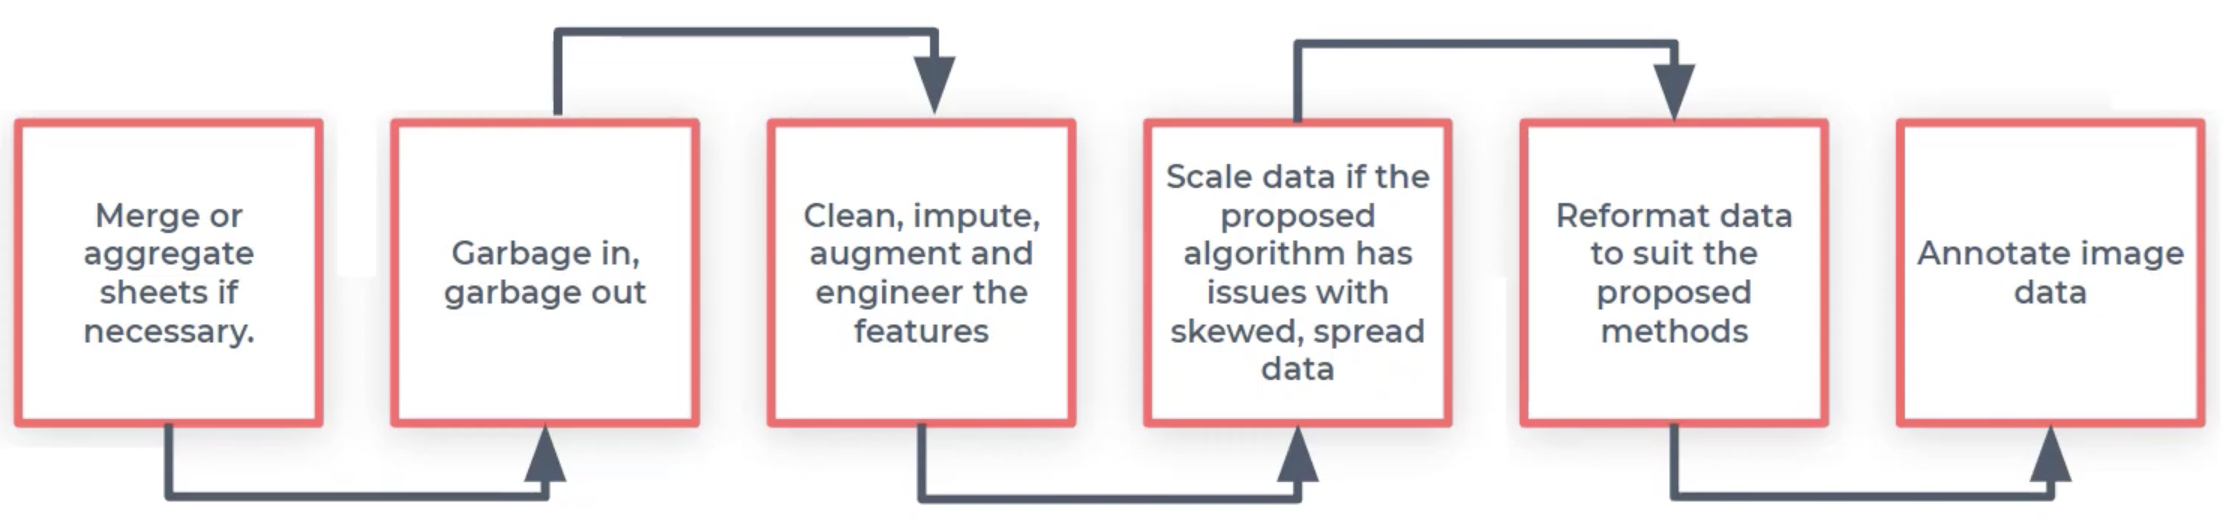 Merge or
aggregate
sheets if
necessary.
Garbage in,
garbage out
Clean, impute,
augment and
engineer the
features
Scale data if the
proposed
algorithm has
issues with
skewed, spread
data
Reformat data
to suit the
proposed
methods
Annotate image
data